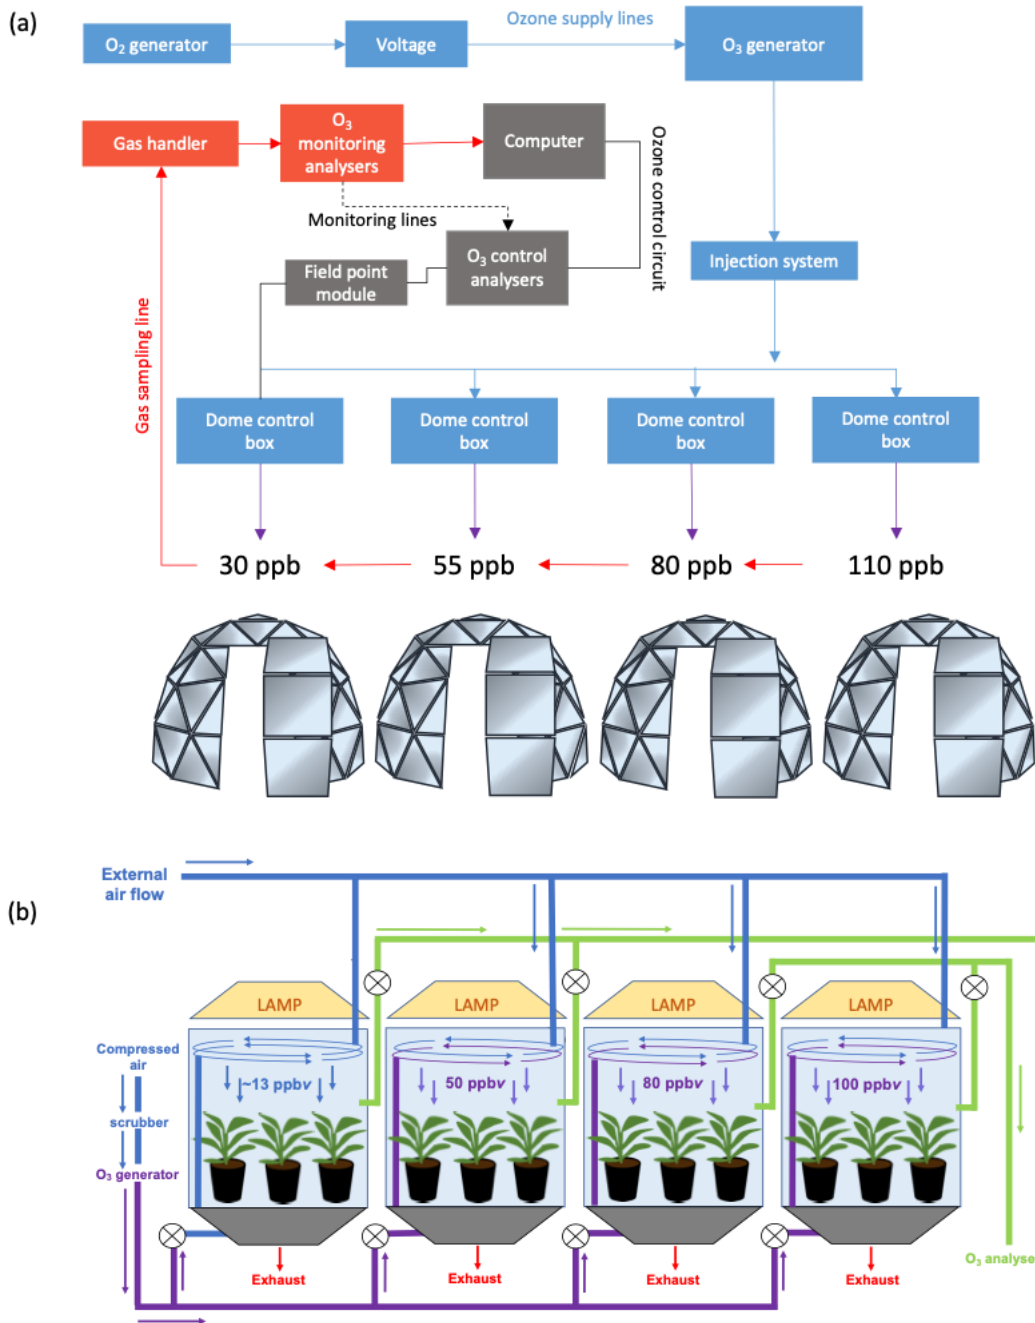 (a)
O₂ generator
Voltage
Ozone supply lines
O₃ generator
Gas handler
O₃
monitoring
analysers
Computer
Ozone control circuit
Monitoring lines
O₃ control
analysers
Field point
module
Injection system
Gas sampling line
Dome control
box
Dome control
box
Dome control
box
Dome control
box
30 ppb
55 ppb
80 ppb
110 ppb
(b)
External
air flow
LAMP
LAMP
LAMP
LAMP
Compressed
air
scrubber
O₃ generator
~13 ppbv
50 ppbv
80 ppbv
100 ppbv
Exhaust
Exhaust
Exhaust
Exhaust
O₃ analyse